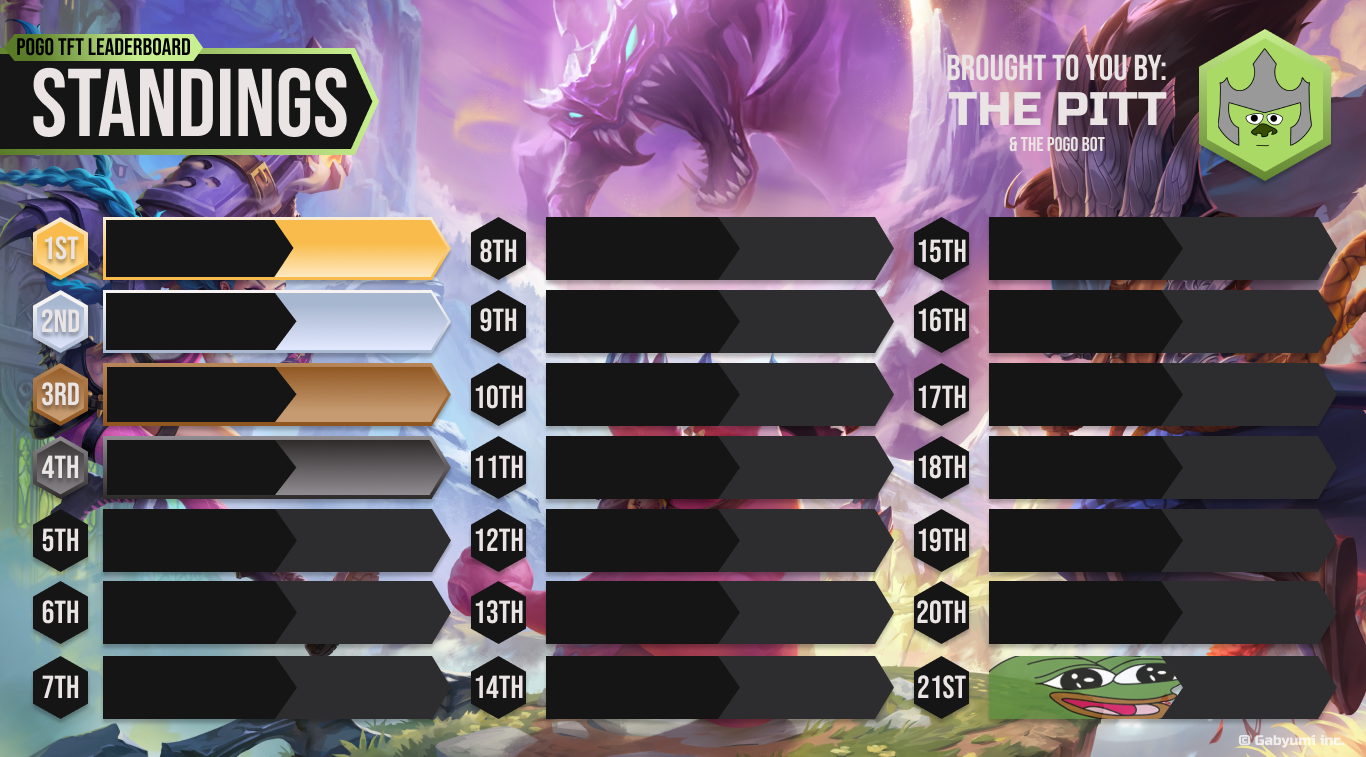 POGO TFT LEADERBOARD
STANDINGS
BROUGHT TO YOU BY:
THE PITT
& THE POGO BOT
1ST
2ND
3RD
4TH
5TH
6TH
7TH
8TH
9TH
10TH
11TH
12TH
13TH
14TH
15TH
16TH
17TH
18TH
19TH
20TH
21ST
© Gabyumi inc.